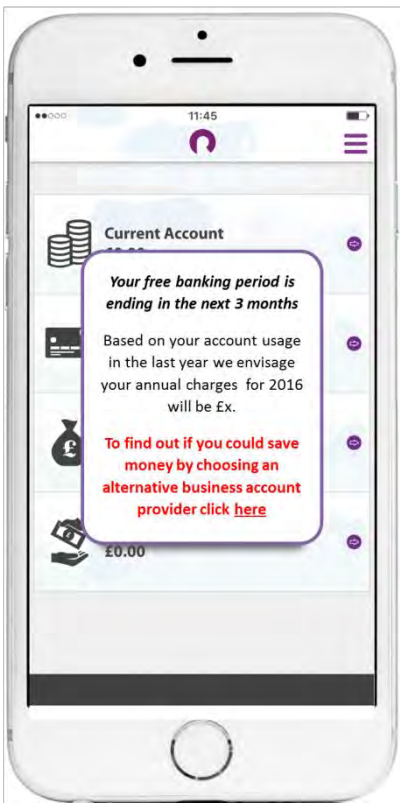 11:45
Current Account
Your free banking period is
ending in the next 3 months
Based on your account usage
in the last year we envisage
your annual charges for 2016
will be £x.
To find out if you could save
money by choosing an
alternative business account
provider click here
£0.00